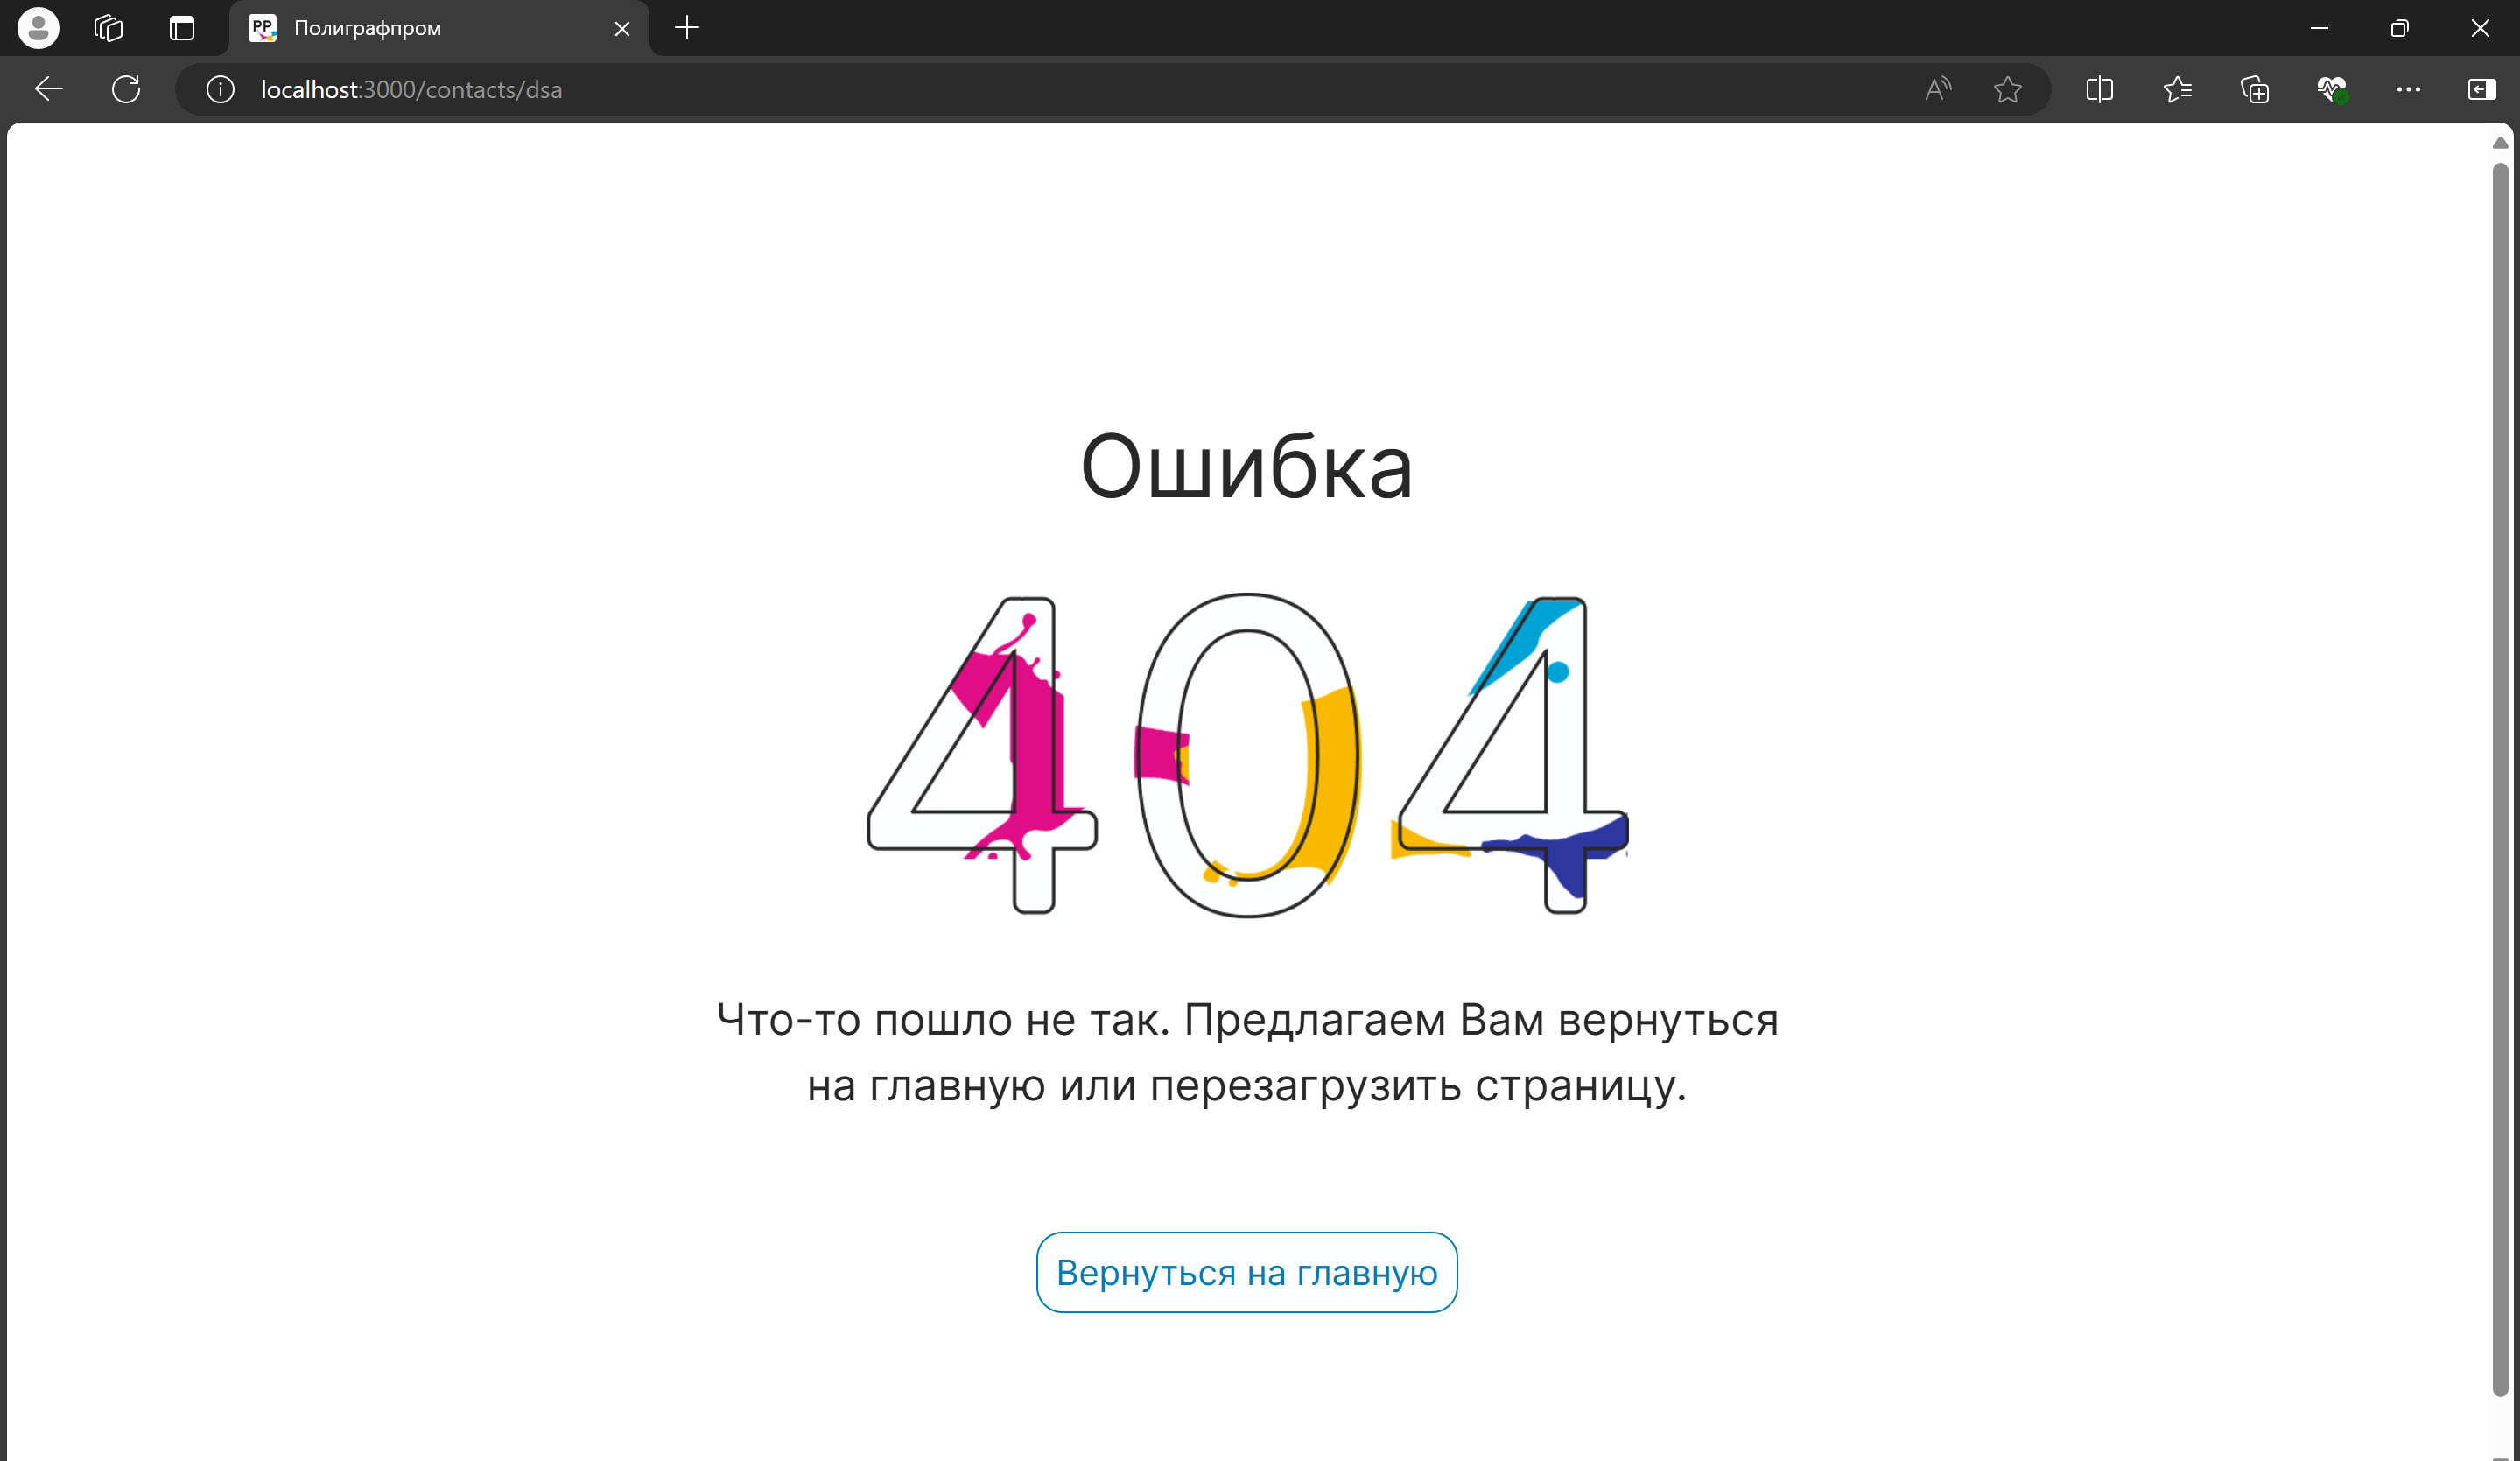 PP Полиграфпром
localhost:3000/contacts/dsa
Ошибка
404
Что-то пошло не так. Предлагаем Вам вернуться
на главную или перезагрузить страницу.
Вернуться на главную